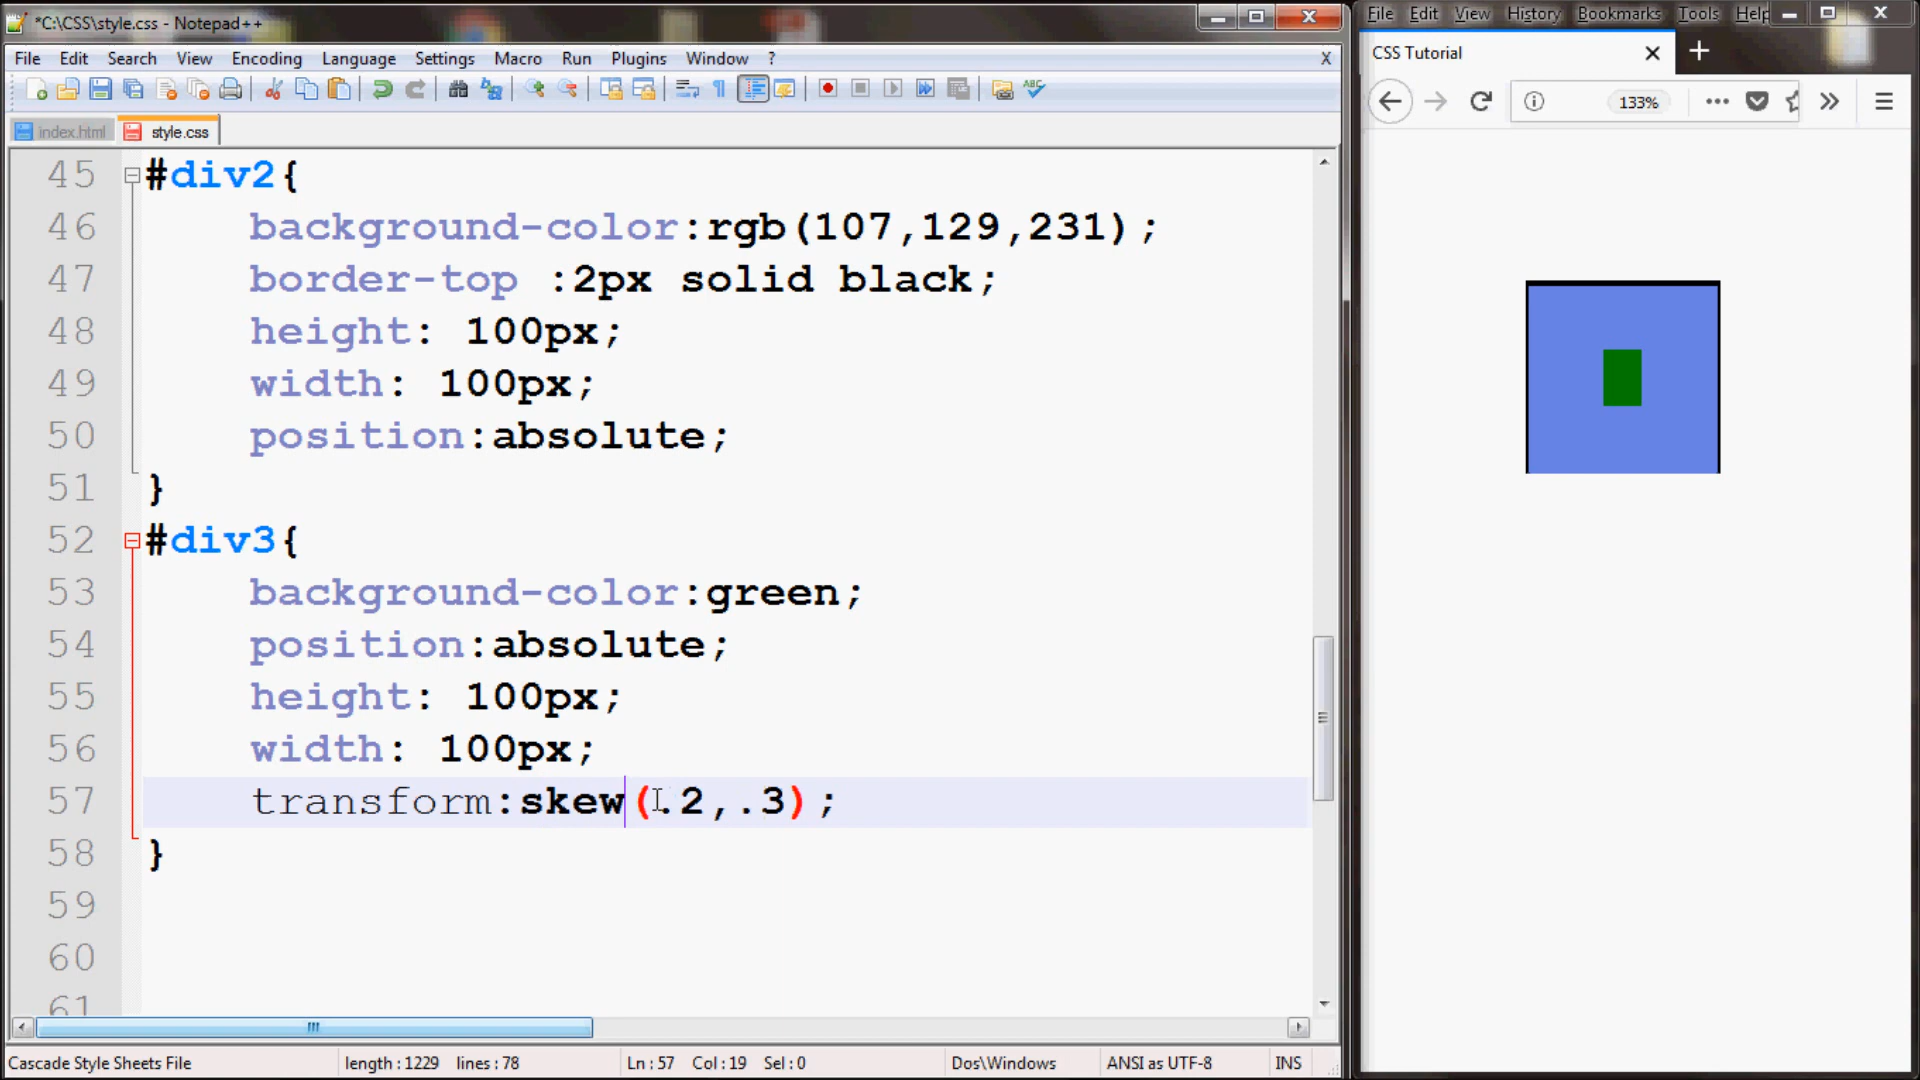 *C:\CSS\style.css - Notepad++
File Edit Search View Encoding Language Settings Macro Run Plugins Window ? X
index.html style.css
45 #div2{
46 background-color:rgb(107,129,231);
47 border-top :2px solid black;
48 height: 100px;
49 width: 100px;
50 position:absolute;
51 }
52 #div3{
53 background-color:green;
54 position:absolute;
55 height: 100px;
56 width: 100px;
57 transform:skew(.2,.3);
58 }
59
60
61
Cascade Style Sheets File length:1229 lines:78 Ln:57 Col:19 Sel:0 Dos\Windows ANSI as UTF-8 INS
File Edit View History Bookmarks Tools Help
CSS Tutorial
133%